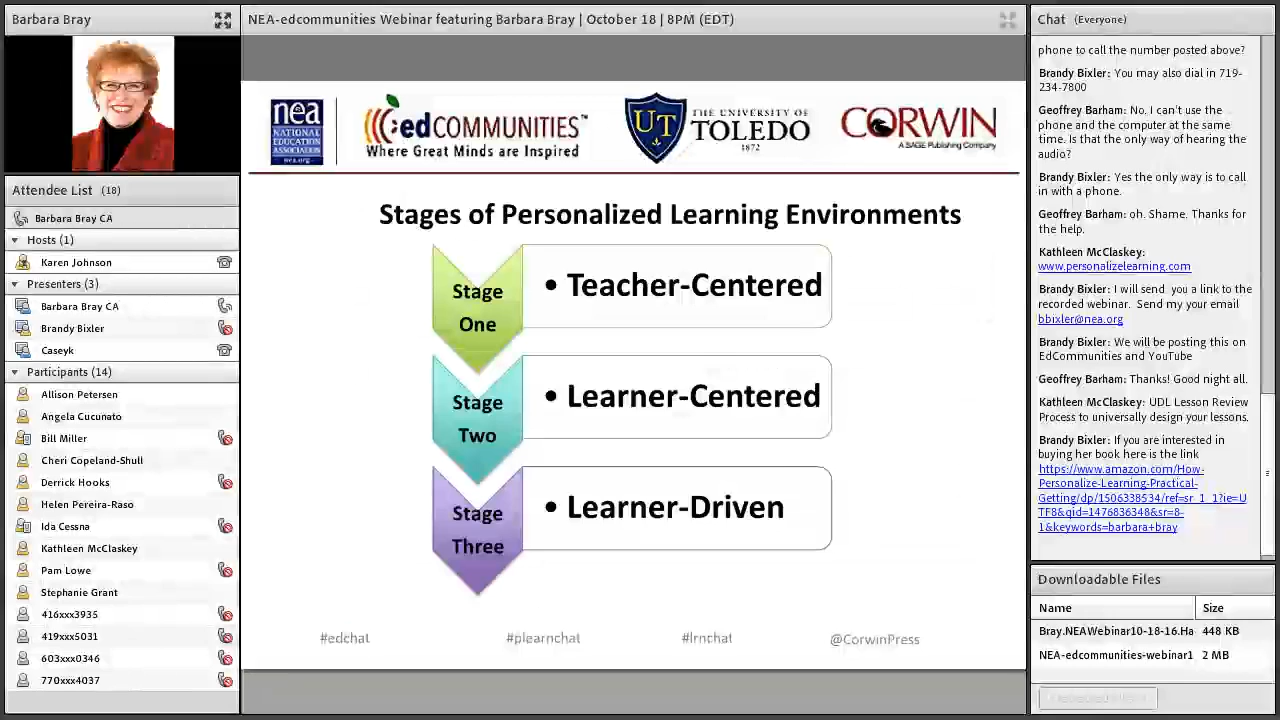 Barbara Bray
Attendee List (18)
Barbara Bray CA
Hosts (1)
Karen Johnson
Presenters (3)
Barbara Bray CA
Brandy Bixler
Caseyk
Participants (14)
Allison Petersen
Angela Cucunato
Bill Miller
Cheri Copeland-Shull
Derrick Hooks
Helen Pereira-Raso
Ida Cessna
Kathleen McClaskey
Pam Lowe
Stephanie Grant
416xxx3935
419xxx5031
603xxx0346
770xxx4037
NEA-edcommunities Webinar featuring Barbara Bray | October 18 | 8PM (EDT)
nea
NATIONAL
EDUCATION
ASSOCIATION
nea.org
edCOMMUNITIES™
Where Great Minds are Inspired
UT
THE UNIVERSITY OF
TOLEDO
1872
CORWIN
A SAGE Publishing Company
Stages of Personalized Learning Environments
Stage
One
• Teacher-Centered
Stage
Two
• Learner-Centered
Stage
Three
• Learner-Driven
#edchat #plearnchat #lrnchat @CorwinPress
Chat (Everyone)
phone to call the number posted above?
Brandy Bixler: You may also dial in 719-
234-7800
Geoffrey Barham: No, I can't use the
phone and the computer at the same
time. Is that the only way of hearing the
audio?
Brandy Bixler: Yes the only way is to call
in with a phone.
Geoffrey Barham: oh. Shame. Thanks for
the help.
Kathleen McClaskey:
www.personalizelearning.com
Brandy Bixler: I will send you a link to the
recorded webinar. Send my your email
bbixler@nea.org
Brandy Bixler: We will be posting this on
EdCommunities and YouTube
Geoffrey Barham: Thanks! Good night all.
Kathleen McClaskey: UDL Lesson Review
Process to universally design your lessons.
Brandy Bixler: If you are interested in
buying her book here is the link
https://www.amazon.com/How-
Personalize-Learning-Practical-
Getting/dp/1506338534/ref=sr_1_1?ie=U
TF8&qid=1476836348&sr=8-
1&keywords=barbara+bray
Downloadable Files
Name Size
Bray.NEAWebinar10-18-16.Ha 448 KB
NEA-edcommunities-webinar1 2 MB